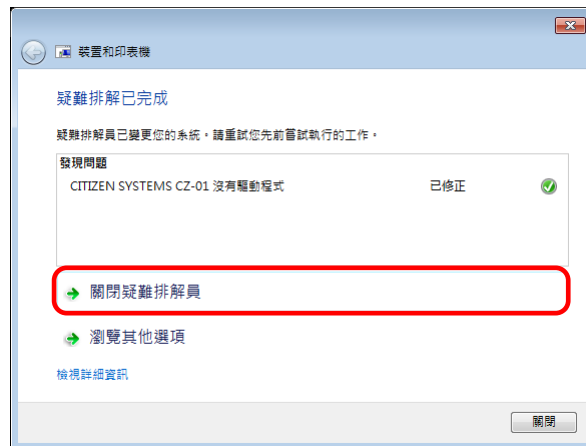 裝置和印表機
疑難排解已完成
疑難排解員已變更您的系統。請重試您先前嘗試執行的工作。
發現問題
CITIZEN SYSTEMS CZ-01 沒有驅動程式 已修正
關閉疑難排解員
瀏覽其他選項
檢視詳細資訊
關閉